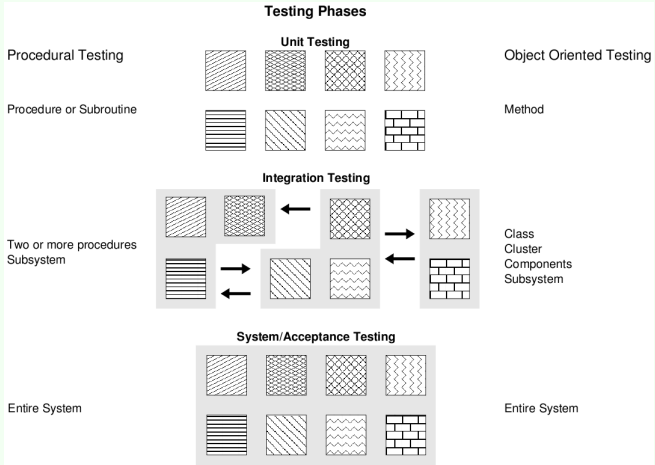 Testing Phases
Unit Testing
Procedural Testing
Object Oriented Testing
Procedure or Subroutine
Method
Integration Testing
Two or more procedures
Subsystem
Class
Cluster
Components
Subsystem
System/Acceptance Testing
Entire System
Entire System